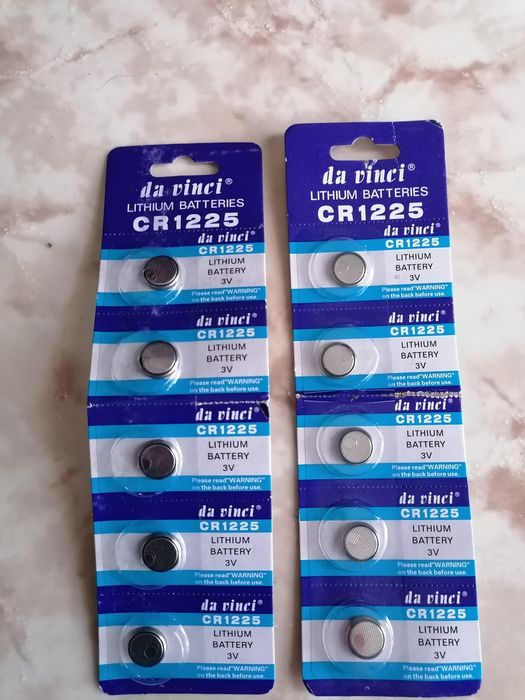 da vinci®
LITHIUM BATTERIES
CR1225
da vinci®
CR1225
LITHIUM
BATTERY
3V
Please read"WARNING"
on the back before use.
da vinci®
CR1225
LITHIUM
BATTERY
3V
Please read"WARNING"
on the back before use.
da vinci®
CR1225
LITHIUM
BATTERY
3V
Please read"WARNING"
on the back before use.
da vinci®
CR1225
LITHIUM
BATTERY
3V
Please read"WARNING"
on the back before use.
da vinci®
CR1225
LITHIUM
BATTERY
3V
Please read"WARNING"
on the back before use.
da vinci®
LITHIUM BATTERIES
CR1225
da vinci®
CR1225
LITHIUM
BATTERY
3V
Please read"WARNING"
on the back before use.
da vinci®
CR1225
LITHIUM
BATTERY
3V
Please read"WARNING"
on the back before use.
da vinci®
CR1225
LITHIUM
BATTERY
3V
Please read"WARNING"
on the back before use.
da vinci®
CR1225
LITHIUM
BATTERY
3V
Please read"WARNING"
on the back before use.
da vinci®
CR1225
LITHIUM
BATTERY
3V
Please read"WARNING"
on the back before use.